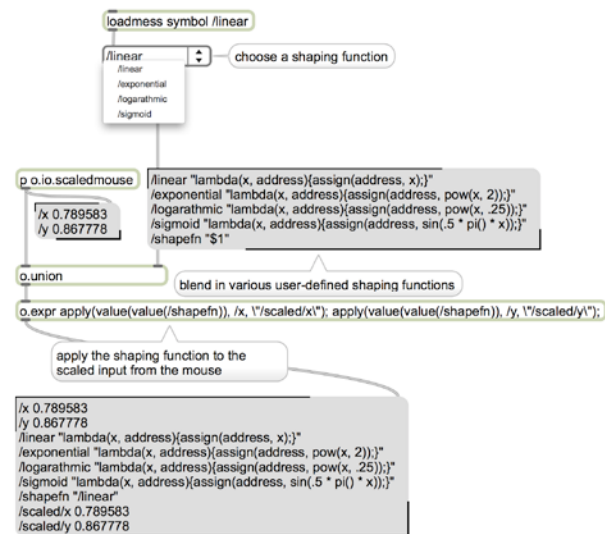 loadmess symbol /linear
/linear
choose a shaping function
/linear
/exponential
/logarathmic
/sigmoid
p o.io.scaledmouse
/x 0.789583
/y 0.867778
/linear "lambda(x, address){assign(address, x);}"
/exponential "lambda(x, address){assign(address, pow(x, 2));}"
/logarathmic "lambda(x, address){assign(address, pow(x, .25));}"
/sigmoid "lambda(x, address){assign(address, sin(.5 * pi() * x));}"
/shapefn "$1"
o.union
blend in various user-defined shaping functions
o.expr apply(value(value(/shapefn)), /x, \"/scaled/x\"); apply(value(value(/shapefn)), /y, \"/scaled/y\");
apply the shaping function to the
scaled input from the mouse
/x 0.789583
/y 0.867778
/linear "lambda(x, address){assign(address, x);}"
/exponential "lambda(x, address){assign(address, pow(x, 2));}"
/logarathmic "lambda(x, address){assign(address, pow(x, .25));}"
/sigmoid "lambda(x, address){assign(address, sin(.5 * pi() * x));}"
/shapefn "/linear"
/scaled/x 0.789583
/scaled/y 0.867778